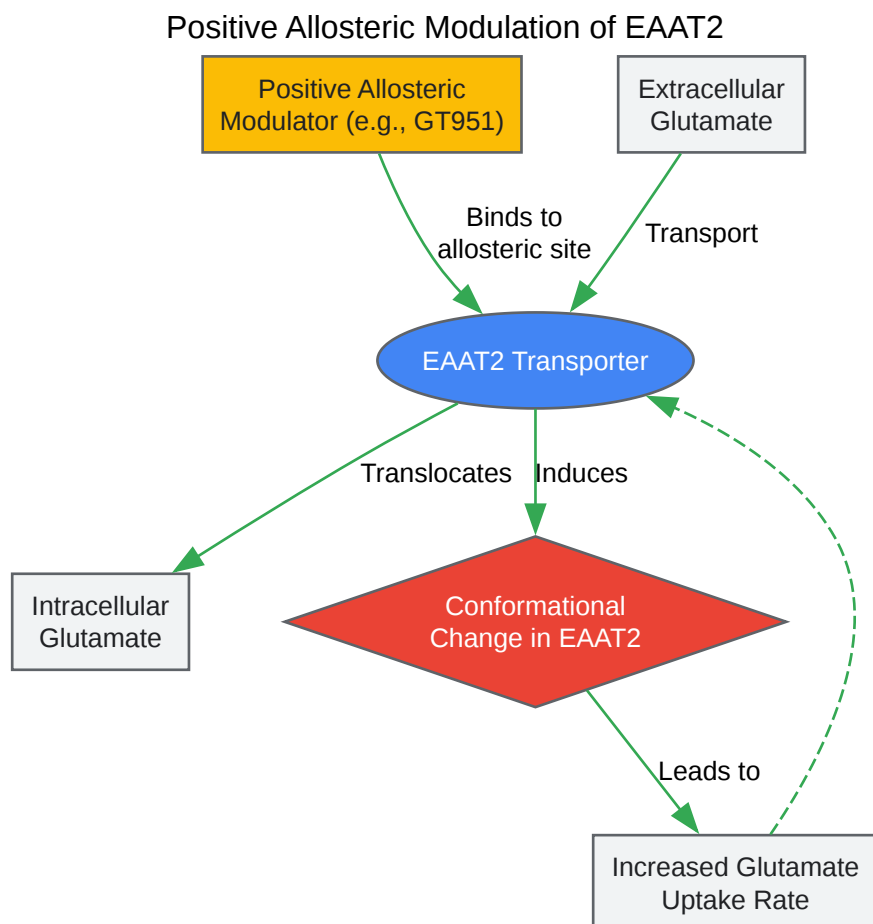 Positive Allosteric Modulation of EAAT2
Positive Allosteric
Modulator (e.g., GT951)
Extracellular
Glutamate
Binds to
allosteric site
Transport
EAAT2 Transporter
Translocates
Induces
Intracellular
Glutamate
Conformational
Change in EAAT2
Leads to
Increased Glutamate
Uptake Rate